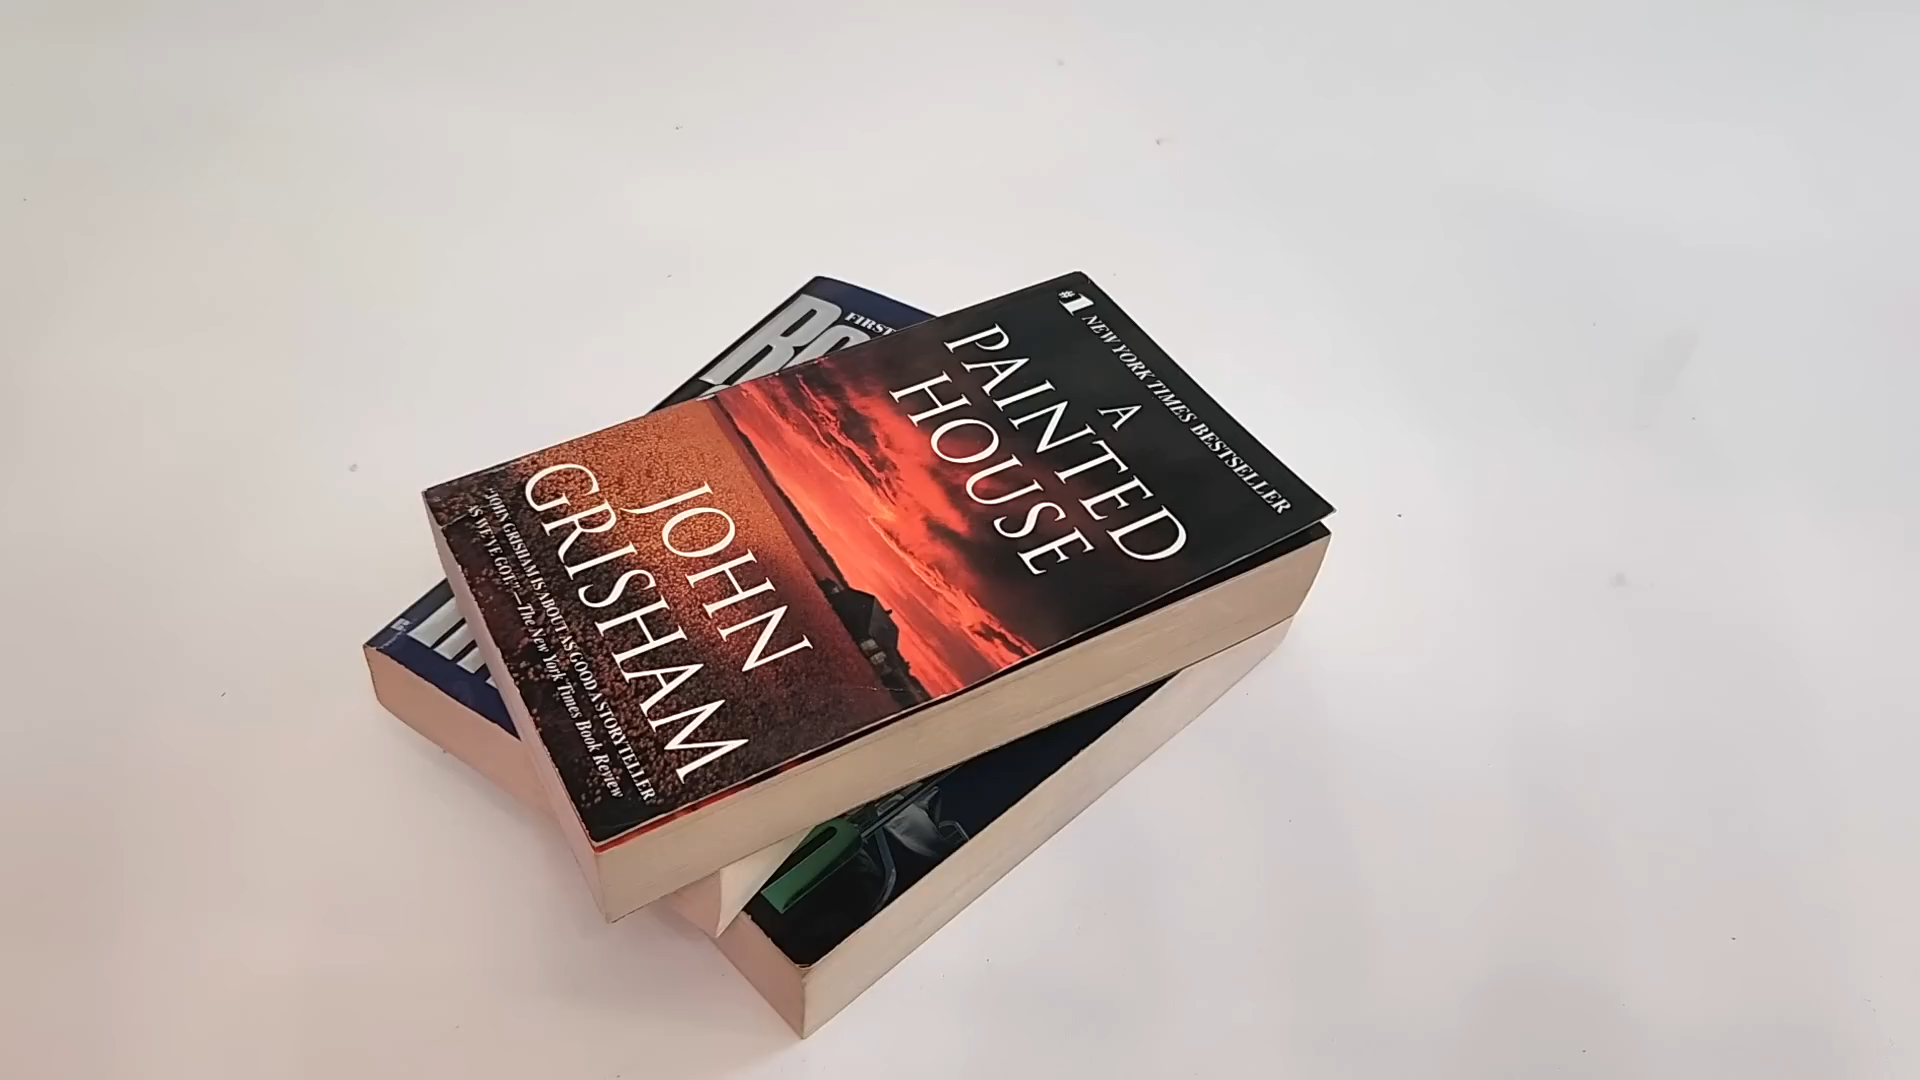 #1 NEW YORK TIMES BESTSELLER
A
PAINTED
HOUSE
JOHN
GRISHAM
"JOHN GRISHAM IS ABOUT AS GOOD A STORYTELLER
AS WE'VE GOT."—The New York Times Book Review
FIRST